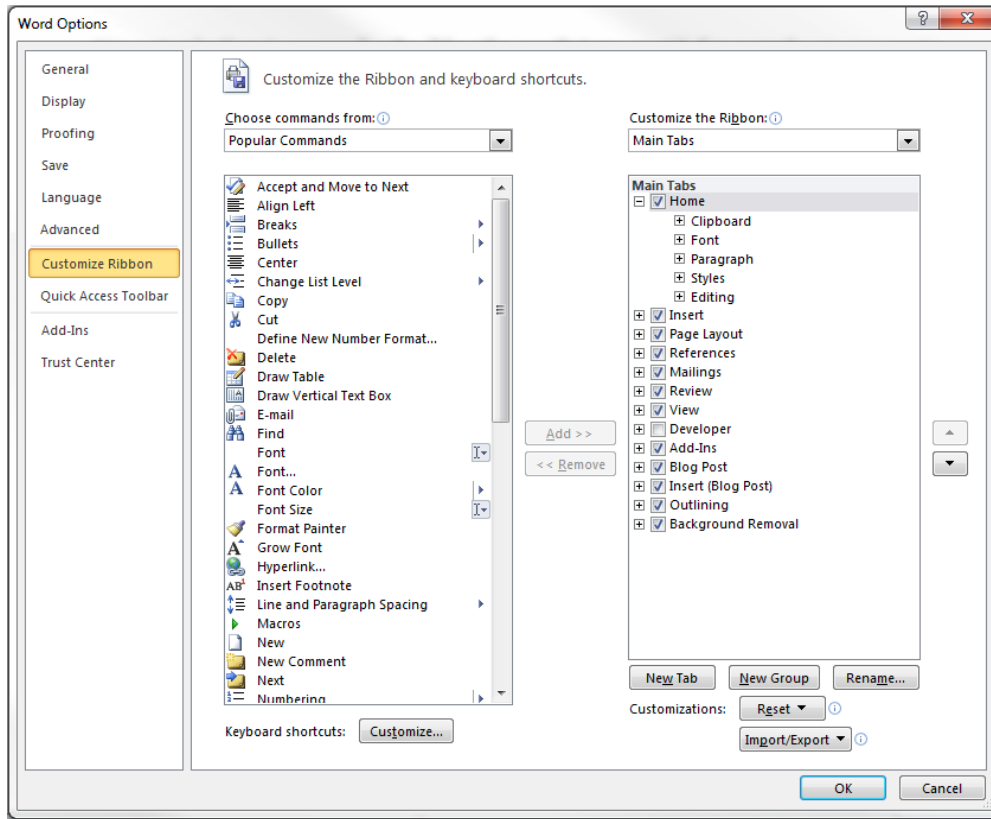 Word Options
General
Display
Proofing
Save
Language
Advanced
Customize Ribbon
Quick Access Toolbar
Add-Ins
Trust Center
Customize the Ribbon and keyboard shortcuts.
Choose commands from:
Popular Commands
Accept and Move to Next
Align Left
Breaks
Bullets
Center
Change List Level
Copy
Cut
Define New Number Format...
Delete
Draw Table
Draw Vertical Text Box
E-mail
Find
Font
Font...
Font Color
Font Size
Format Painter
Grow Font
Hyperlink...
Insert Footnote
Line and Paragraph Spacing
Macros
New
New Comment
Next
Numbering
Keyboard shortcuts: Customize...
Add >>
<< Remove
Customize the Ribbon:
Main Tabs
Main Tabs
Home
Clipboard
Font
Paragraph
Styles
Editing
Insert
Page Layout
References
Mailings
Review
View
Developer
Add-Ins
Blog Post
Insert (Blog Post)
Outlining
Background Removal
New Tab New Group Rename...
Customizations: Reset
Import/Export
OK Cancel